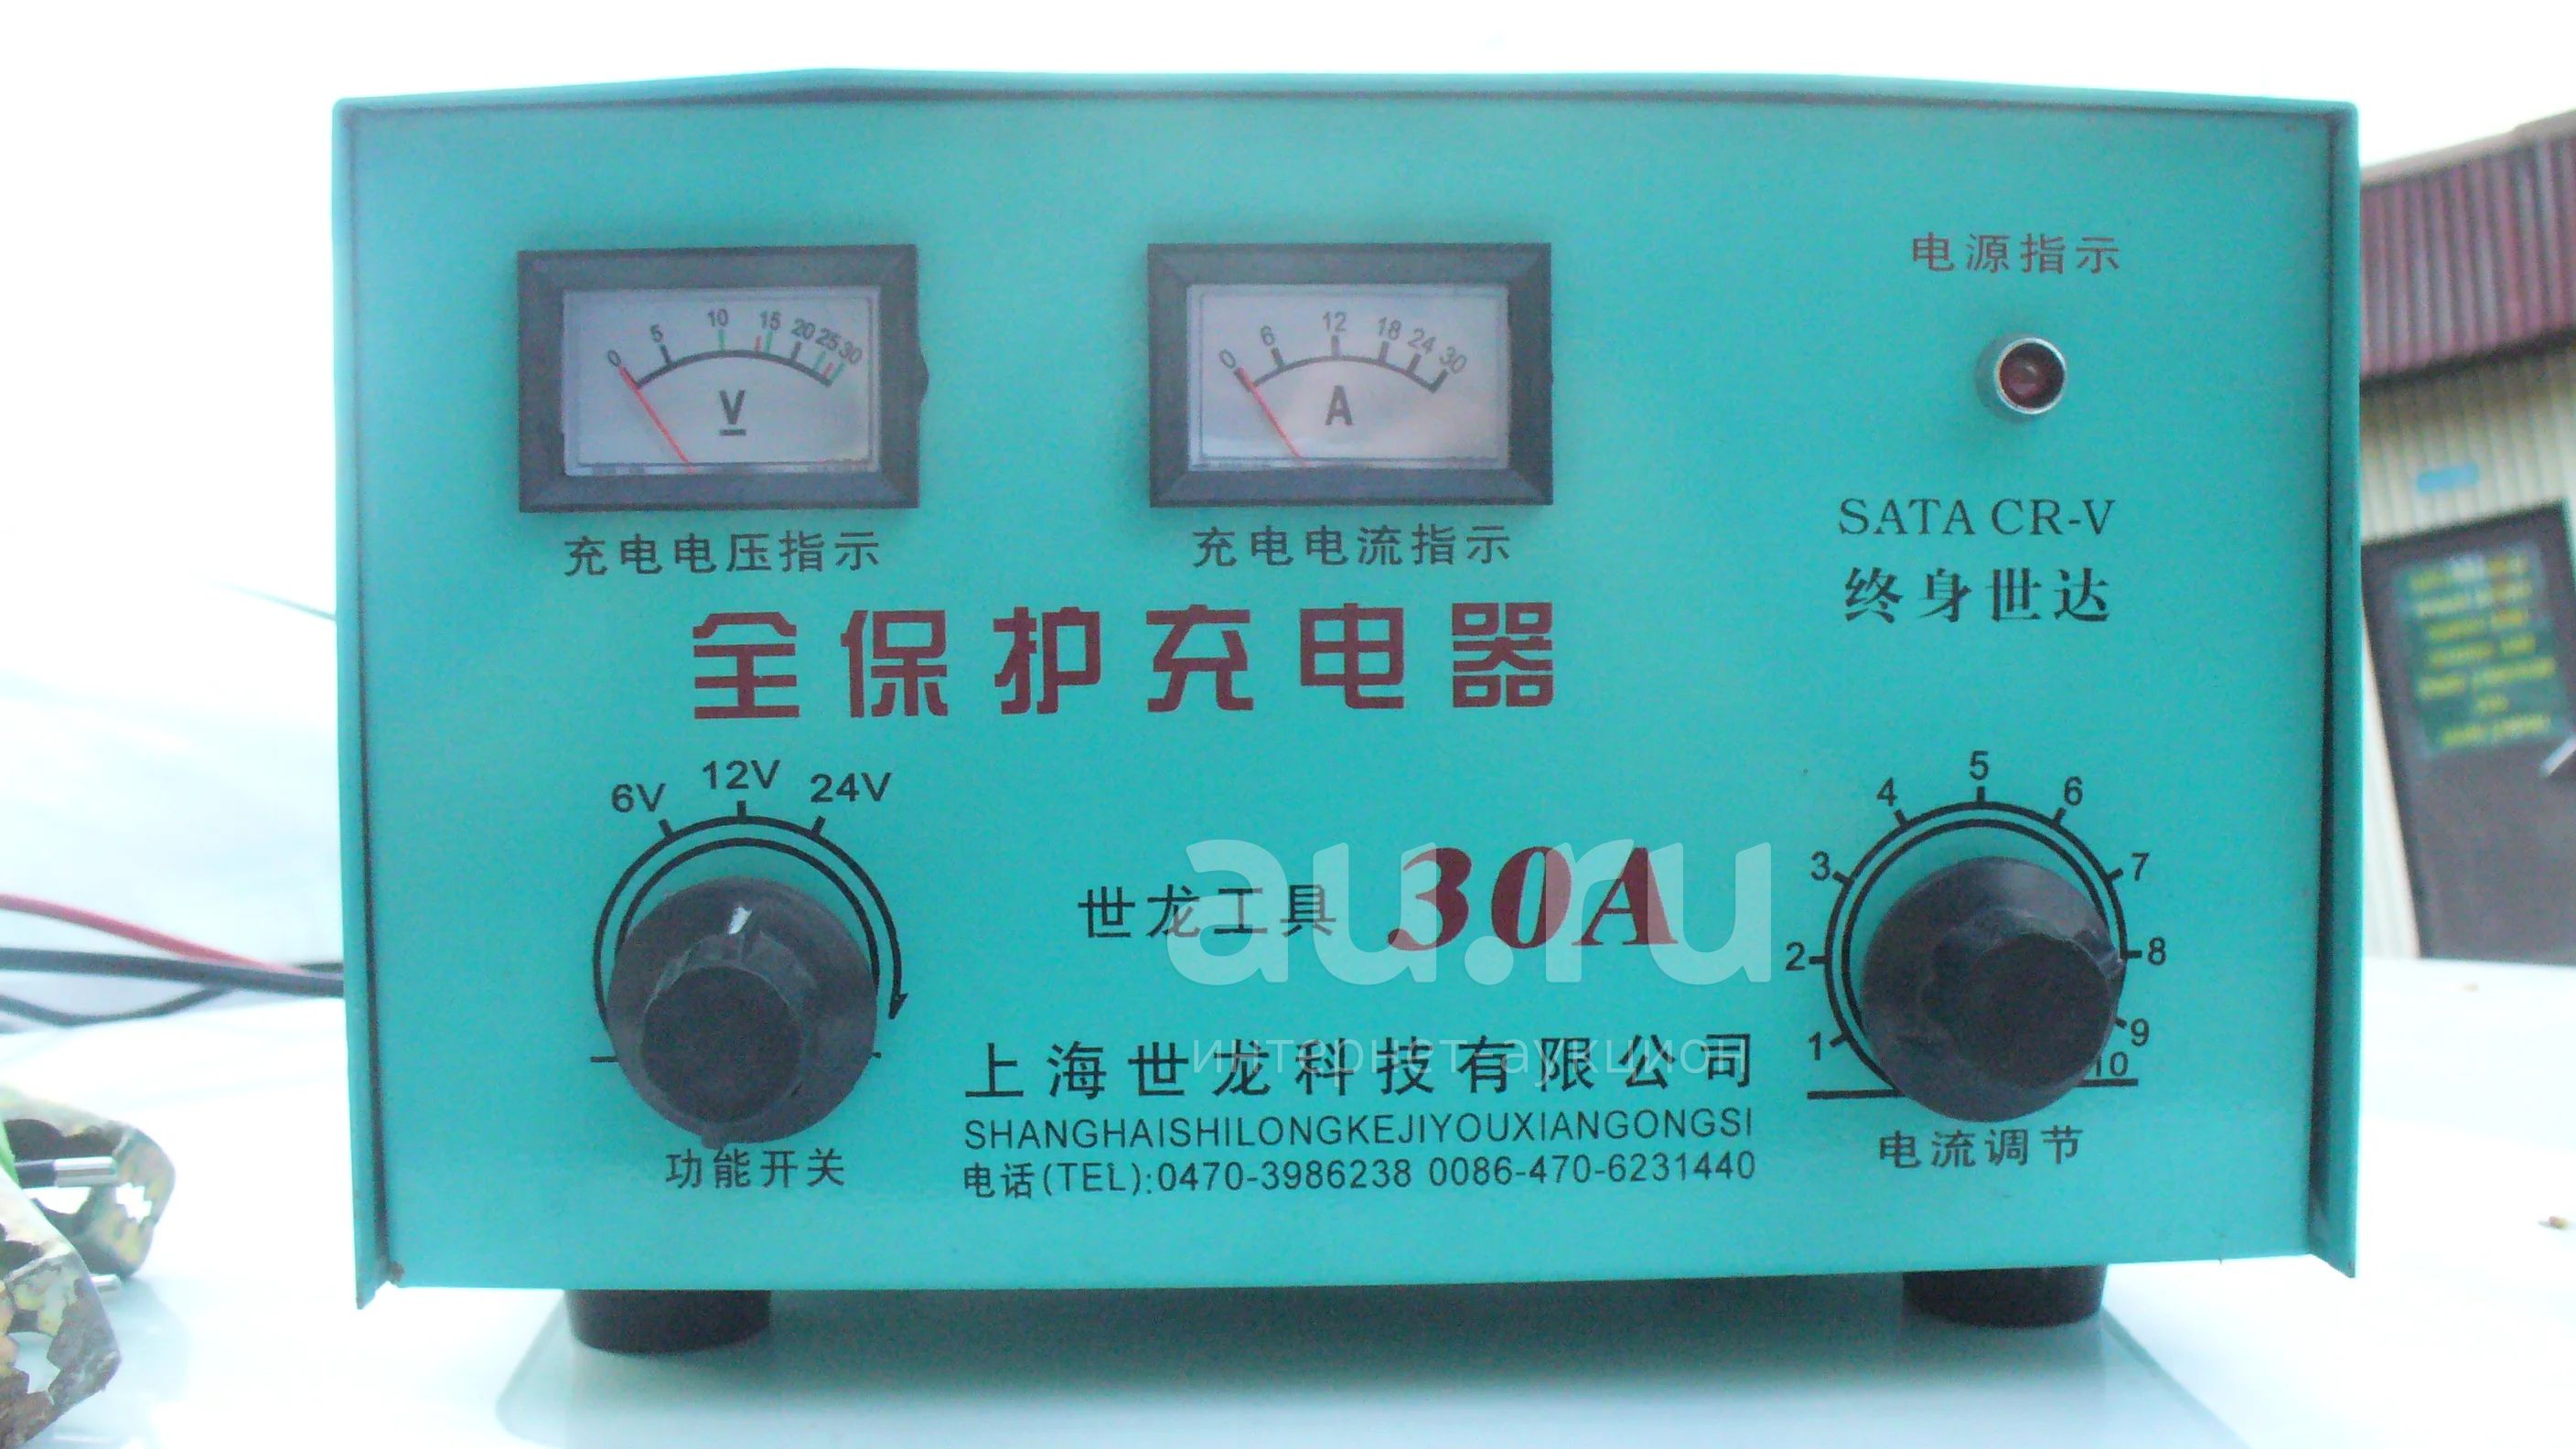 电源指示
0 5 10 15 20 25 30
V
0 6 12 18 24 30
A
充电电压指示
充电电流指示
SATA CR-V
终身世达
全保护充电器
6V 12V 24V
1 2 3 4 5 6 7 8 9 10
世龙工具 30A
au.ru
интернет аукцион
上海世龙科技有限公司
SHANGHAISHILONGKEJIYOUXIANGONGSI
电话(TEL):0470-3986238 0086-470-6231440
功能开关
电流调节